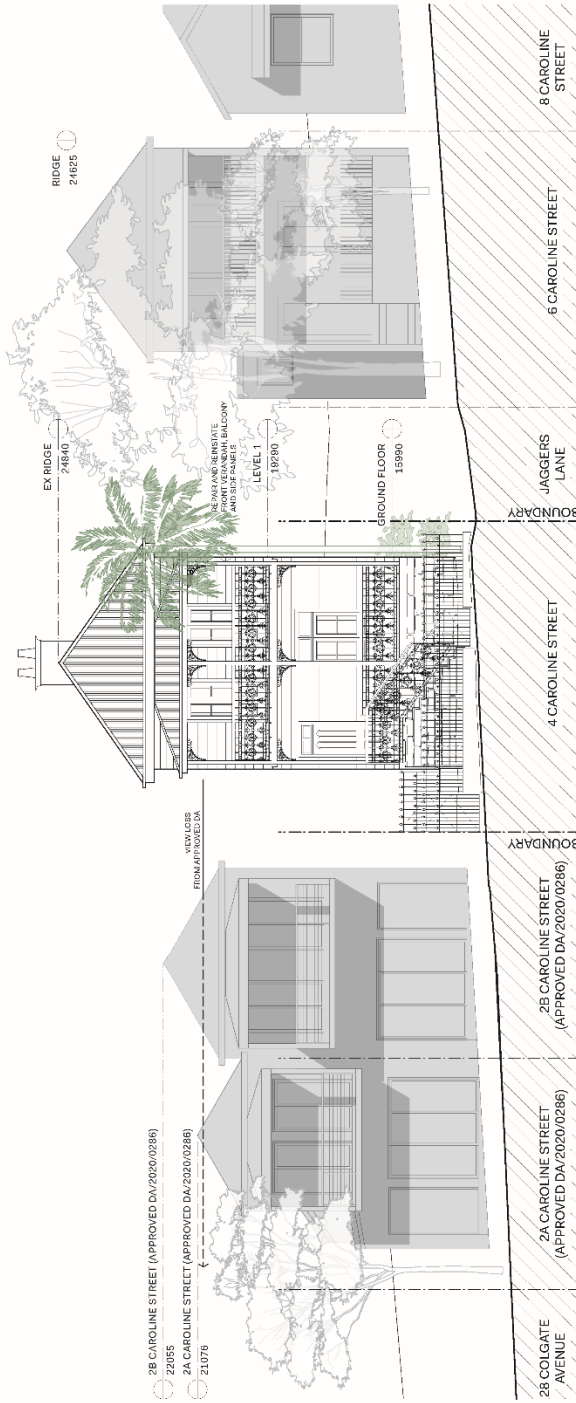 2B CAROLINE STREET (APPROVED DA/2020/0286)
22055
2A CAROLINE STREET (APPROVED DA/2020/0286)
21076
VIEW LOSS
FROM APPROVED DA
EX RIDGE
24840
RIDGE
24625
REPAIR AND REINSTATE
FRONT VERANDAH, BALCONY
AND SIDE PANELS
LEVEL 1
19290
GROUND FLOOR
15990
BOUNDARY
BOUNDARY
28 COLGATE
AVENUE
2A CAROLINE STREET
(APPROVED DA/2020/0286)
2B CAROLINE STREET
(APPROVED DA/2020/0286)
4 CAROLINE STREET
JAGGERS
LANE
6 CAROLINE STREET
8 CAROLINE
STREET